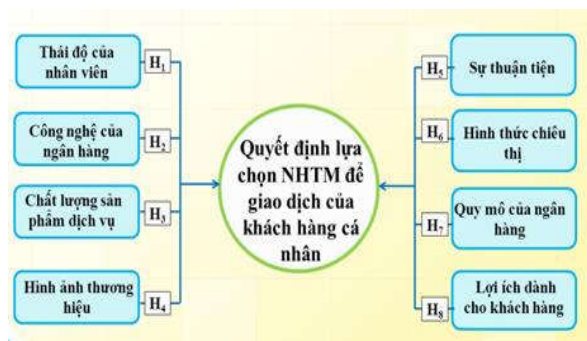 Thái độ của
nhân viên
H₁
Công nghệ của
ngân hàng
H₂
Chất lượng sản
phẩm dịch vụ
H₃
Hình ảnh thương
hiệu
H₄
Quyết định lựa
chọn NHTM để
giao dịch của
khách hàng cá
nhân
H₅
Sự thuận tiện
H₆
Hình thức chiêu
thị
H₇
Quy mô của ngân
hàng
H₈
Lợi ích dành
cho khách hàng